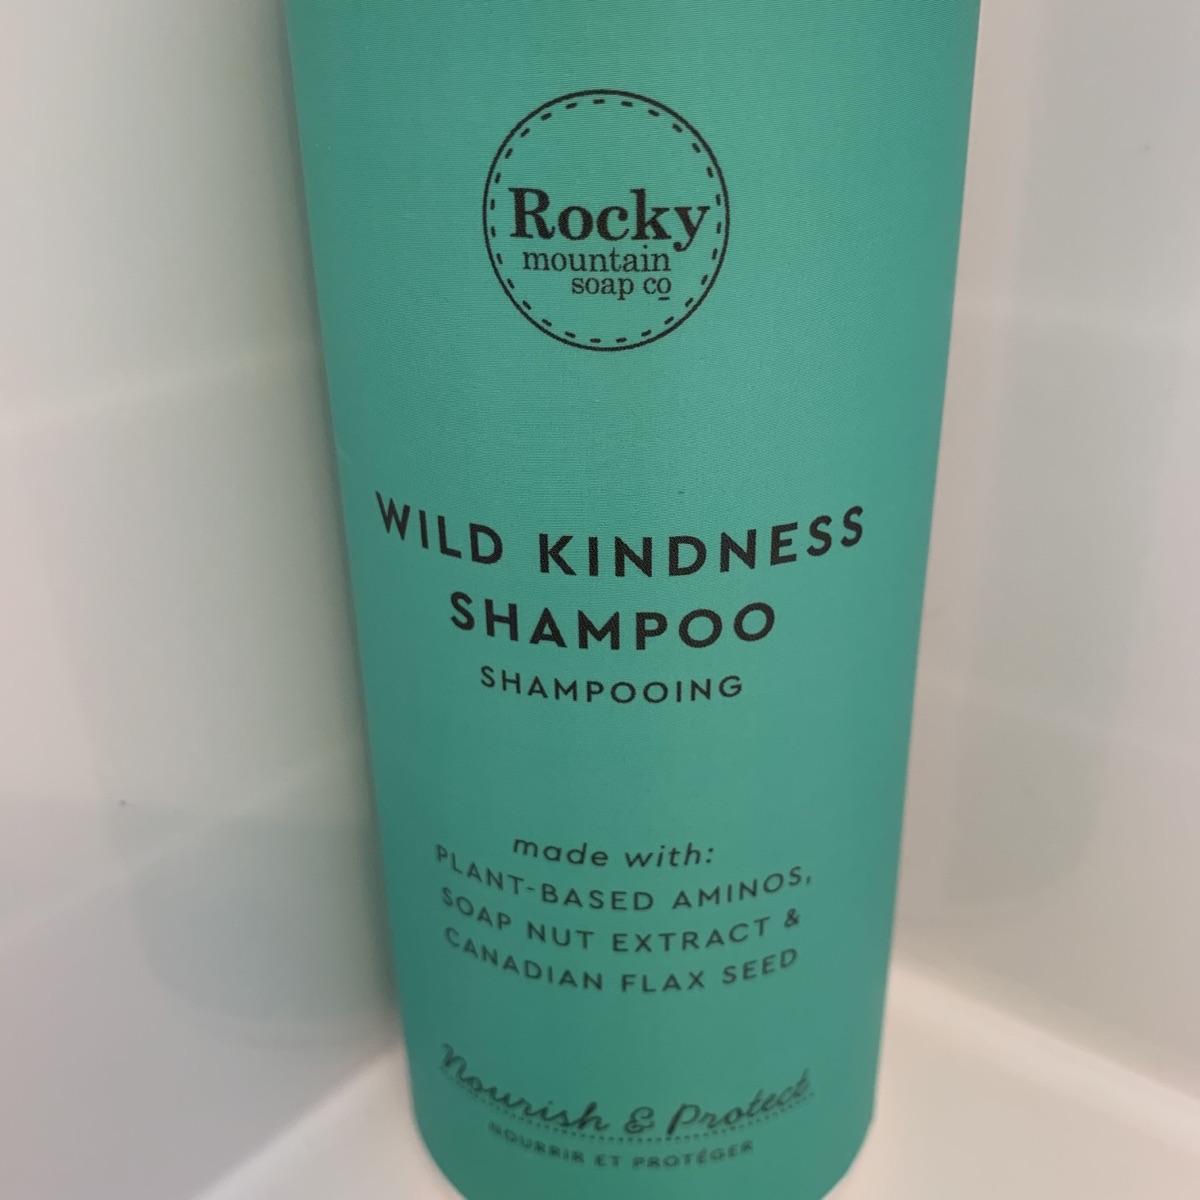 Rocky
mountain
soap co
WILD KINDNESS
SHAMPOO
SHAMPOOING
made with:
PLANT-BASED AMINOS,
SOAP NUT EXTRACT &
CANADIAN FLAX SEED
Nourish & Protect
NOURRIR ET PROTÉGER